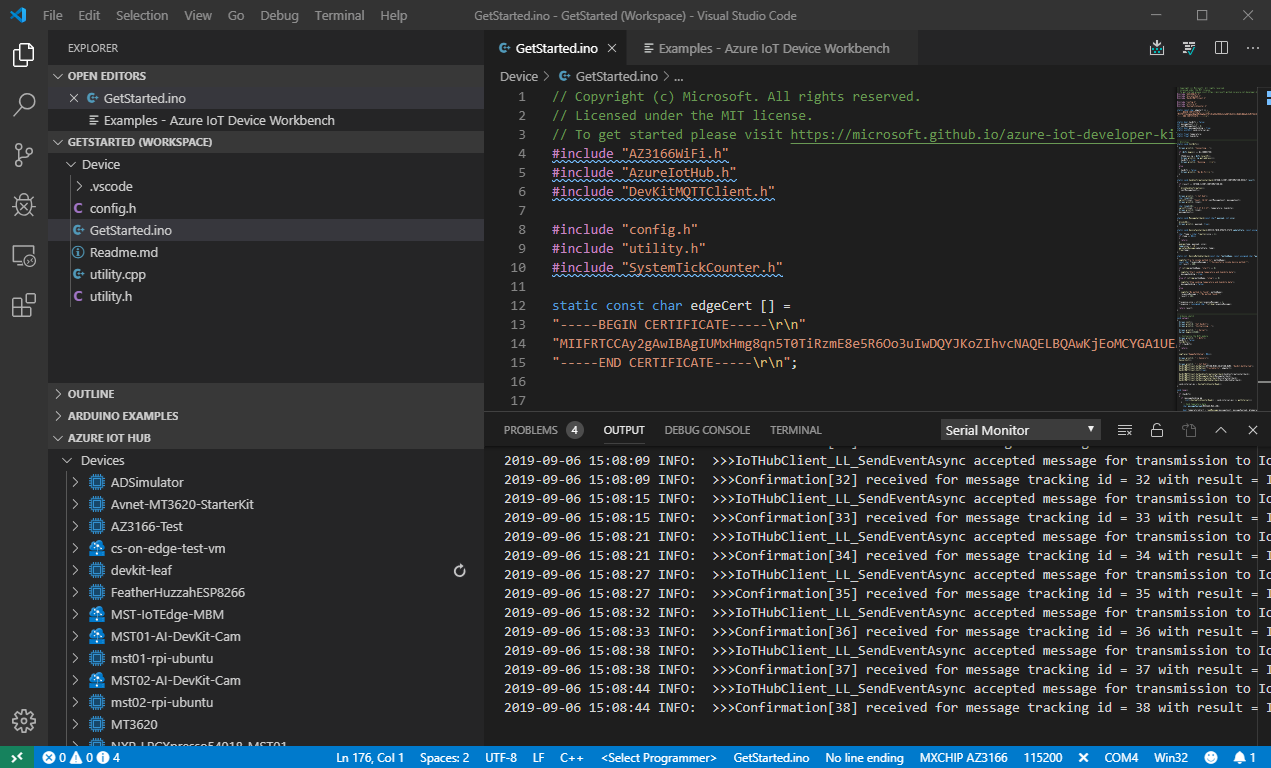 File Edit Selection View Go Debug Terminal Help GetStarted.ino - GetStarted (Workspace) - Visual Studio Code
EXPLORER
OPEN EDITORS
GetStarted.ino
Examples - Azure IoT Device Workbench
GETSTARTED (WORKSPACE)
Device
.vscode
config.h
GetStarted.ino
Readme.md
utility.cpp
utility.h
OUTLINE
ARDUINO EXAMPLES
AZURE IOT HUB
Devices
ADSimulator
Avnet-MT3620-StarterKit
AZ3166-Test
cs-on-edge-test-vm
devkit-leaf
FeatherHuzzahESP8266
MST-IoTEdge-MBM
MST01-AI-DevKit-Cam
mst01-rpi-ubuntu
MST02-AI-DevKit-Cam
mst02-rpi-ubuntu
MT3620
GetStarted.ino Examples - Azure IoT Device Workbench
Device > GetStarted.ino > ...
1 // Copyright (c) Microsoft. All rights reserved.
2 // Licensed under the MIT license.
3 // To get started please visit https://microsoft.github.io/azure-iot-developer-ki
4 #include "AZ3166WiFi.h"
5 #include "AzureIotHub.h"
6 #include "DevKitMQTTClient.h"
7
8 #include "config.h"
9 #include "utility.h"
10 #include "SystemTickCounter.h"
11
12 static const char edgeCert [] =
13 "-----BEGIN CERTIFICATE-----\r\n"
14 "MIIFRTCCAy2gAwIBAgIUMxHmg8qn5T0TiRzmE8e5R6Oo3uIwDQYJKoZIhvcNAQELBQAwKjEoMCYGA1UE
15 "-----END CERTIFICATE-----\r\n";
16
17
PROBLEMS 4 OUTPUT DEBUG CONSOLE TERMINAL Serial Monitor
2019-09-06 15:08:09 INFO: >>>IoTHubClient_LL_SendEventAsync accepted message for transmission to Io
2019-09-06 15:08:09 INFO: >>>Confirmation[32] received for message tracking id = 32 with result = I
2019-09-06 15:08:15 INFO: >>>IoTHubClient_LL_SendEventAsync accepted message for transmission to Io
2019-09-06 15:08:15 INFO: >>>Confirmation[33] received for message tracking id = 33 with result = I
2019-09-06 15:08:21 INFO: >>>IoTHubClient_LL_SendEventAsync accepted message for transmission to Io
2019-09-06 15:08:21 INFO: >>>Confirmation[34] received for message tracking id = 34 with result = I
2019-09-06 15:08:27 INFO: >>>IoTHubClient_LL_SendEventAsync accepted message for transmission to Io
2019-09-06 15:08:27 INFO: >>>Confirmation[35] received for message tracking id = 35 with result = I
2019-09-06 15:08:32 INFO: >>>IoTHubClient_LL_SendEventAsync accepted message for transmission to Io
2019-09-06 15:08:33 INFO: >>>Confirmation[36] received for message tracking id = 36 with result = I
2019-09-06 15:08:38 INFO: >>>IoTHubClient_LL_SendEventAsync accepted message for transmission to Io
2019-09-06 15:08:38 INFO: >>>Confirmation[37] received for message tracking id = 37 with result = I
2019-09-06 15:08:44 INFO: >>>IoTHubClient_LL_SendEventAsync accepted message for transmission to Io
2019-09-06 15:08:44 INFO: >>>Confirmation[38] received for message tracking id = 38 with result = I
0 0 4 Ln 176, Col 1 Spaces: 2 UTF-8 LF C++ <Select Programmer> GetStarted.ino No line ending MXCHIP AZ3166 115200 COM4 Win32 1